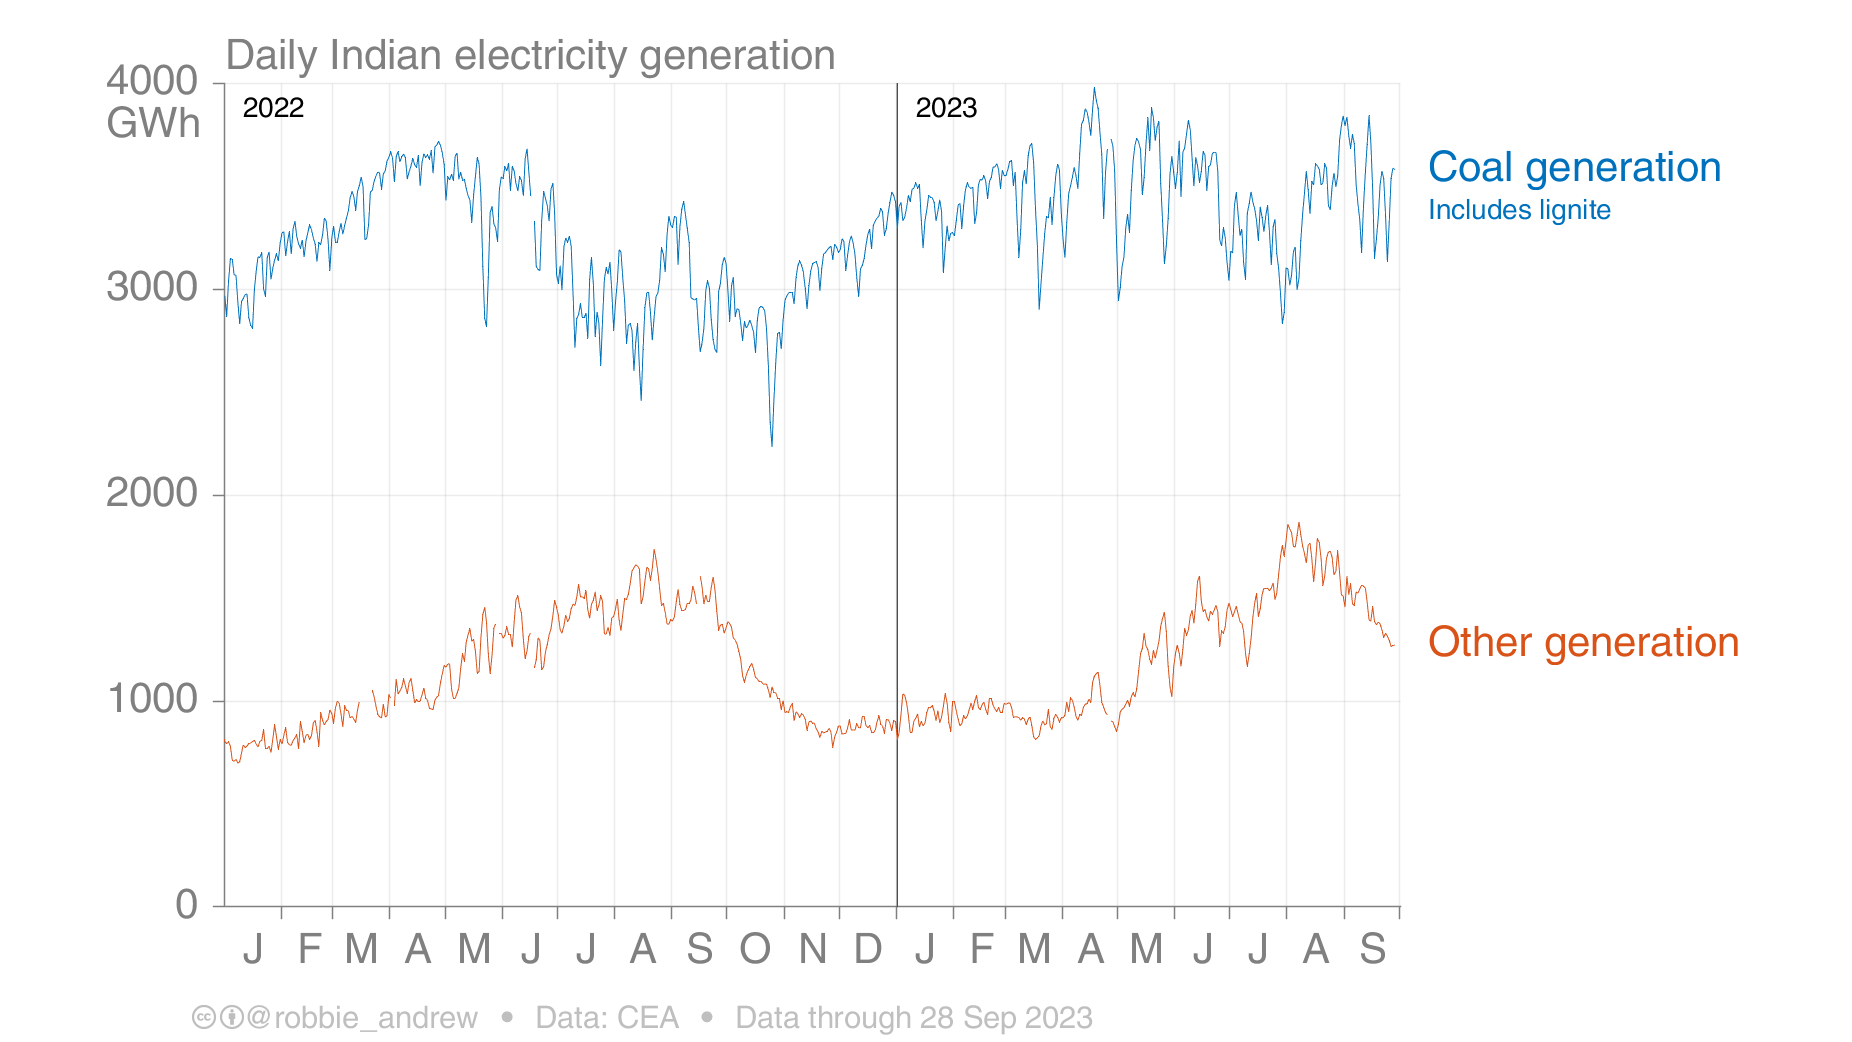 Daily Indian electricity generation
4000
GWh
2022
2023
Coal generation
Includes lignite
3000
2000
Other generation
1000
0
J F M A M J J A S O N D J F M A M J J A S
cc @robbie_andrew • Data: CEA • Data through 28 Sep 2023